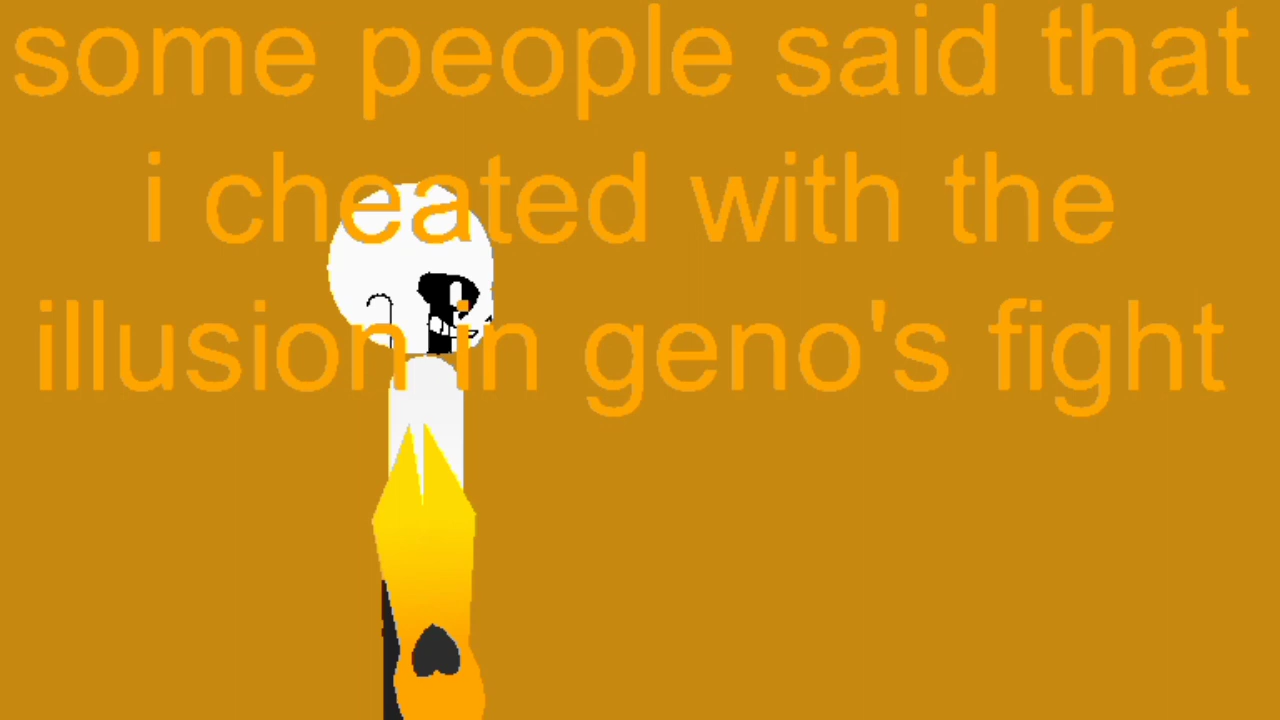 some people said that
i cheated with the
illusion in geno's fight